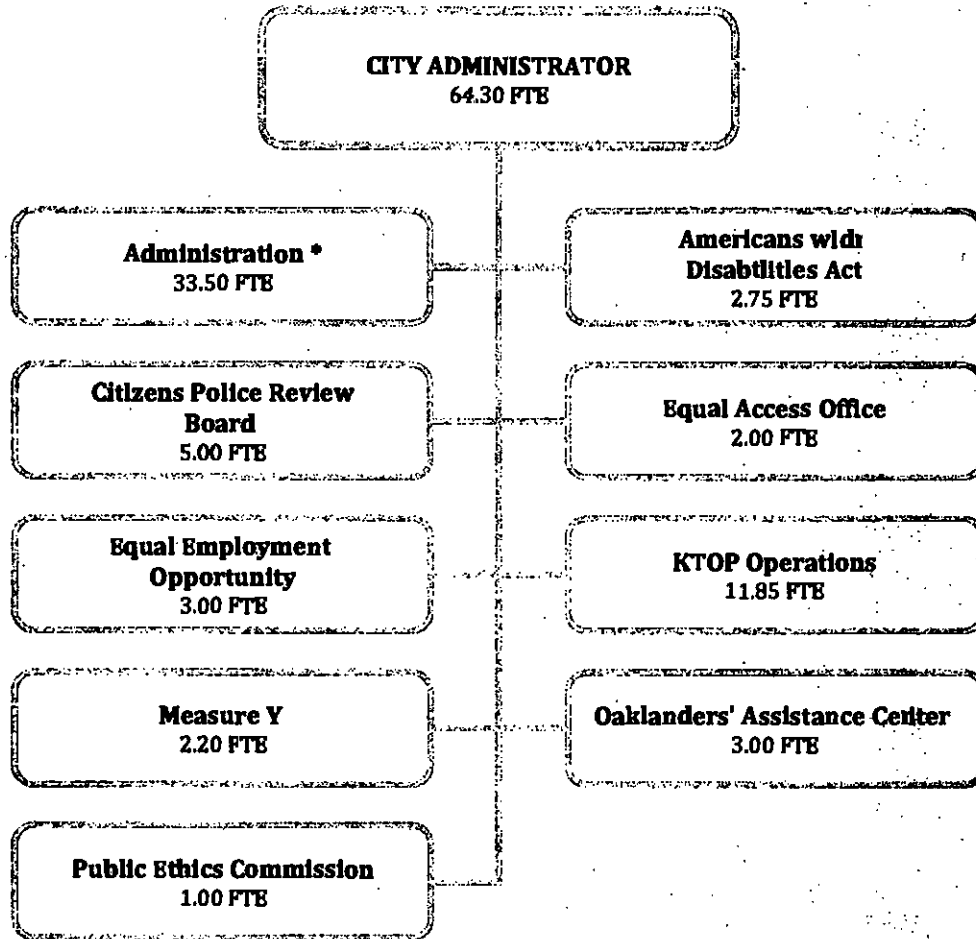 CITY ADMINISTRATOR
64.30 FTE
Administration *
33.50 FTE
Americans wldr
Disabtlities Act
2.75 FTE
Citizens Police Review
Board
5.00 FTE
Equal Access Office
2.00 FTE
Equal Employment
Opportunity
3.00 FTE
KTOP Operations
11.85 FTE
Measure Y
2.20 FTE
Oaklanders' Assistance Center
3.00 FTE
Public Ethics Commission
1.00 FTE